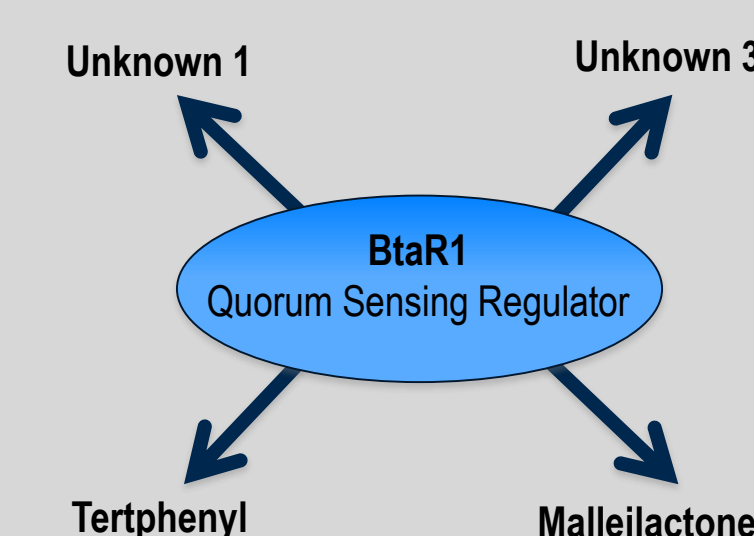 Unknown 1
Unknown 3
BtaR1
Quorum Sensing Regulator
Tertphenyl
Malleilactone